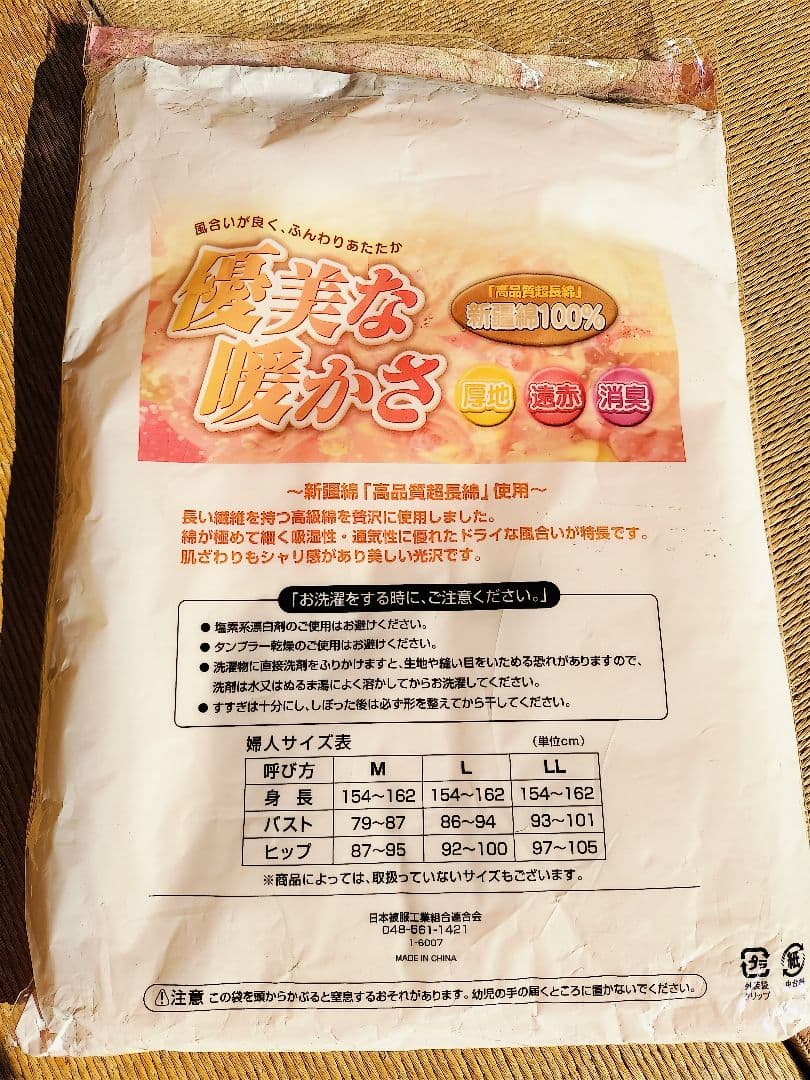 風合いが良く、ふんわりあたたか
優美な
暖かさ
「高品質超長綿」
新疆綿100%
厚地 遠赤 消臭
～新疆綿「高品質超長綿」使用～
長い繊維を持つ高級綿を贅沢に使用しました。
綿が極めて細く吸湿性・通気性に優れたドライな風合いが特長です。
肌ざわりもシャリ感があり美しい光沢です。
「お洗濯をする時に、ご注意ください。」
● 塩素系漂白剤のご使用はお避けください。
● タンブラー乾燥のご使用はお避けください。
● 洗濯物に直接洗剤をふりかけますと、生地や縫い目をいためる恐れがありますので、
洗剤は水又はぬるま湯によく溶かしてからお洗濯してください。
● すすぎは十分にし、しぼった後は必ず形を整えてから干してください。
婦人サイズ表 (単位cm)
呼び方 M L LL
身長 154～162 154～162 154～162
バスト 79～87 86～94 93～101
ヒップ 87～95 92～100 97～105
※商品によっては、取扱っていないサイズもございます。
日本被服工業組合連合会
048-561-1421
1-6007
MADE IN CHINA
プラ 紙
外装袋 中台紙
クリップ
注意 この袋を頭からかぶると窒息するおそれがあります。幼児の手の届くところに置かないでください。